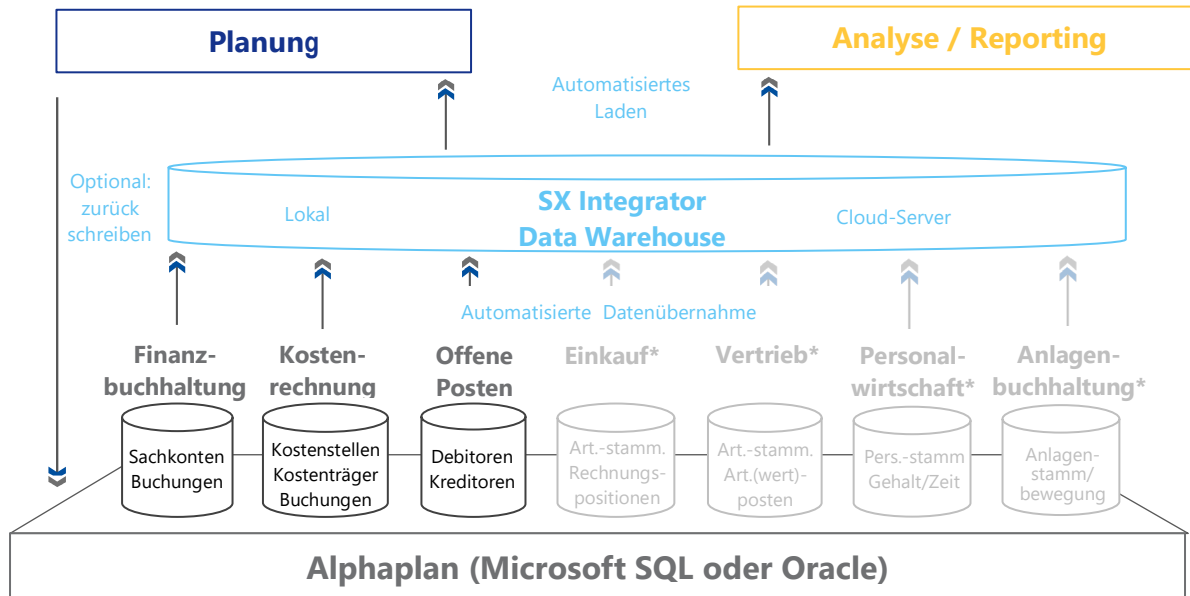 Planung
Analyse / Reporting
Automatisiertes
Laden
Optional:
zurück
schreiben
Lokal
SX Integrator
Data Warehouse
Cloud-Server
Automatisierte Datenübernahme
Finanz-
buchhaltung
Kosten-
rechnung
Offene
Posten
Einkauf*
Vertrieb*
Personal-
wirtschaft*
Anlagen-
buchhaltung*
Sachkonten
Buchungen
Kostenstellen
Kostenträger
Buchungen
Debitoren
Kreditoren
Art.-stamm.
Rechnungs-
positionen
Art.-stamm.
Art.(wert)-
posten
Pers.-stamm
Gehalt/Zeit
Anlagen-
stamm/
bewegung
Alphaplan (Microsoft SQL oder Oracle)